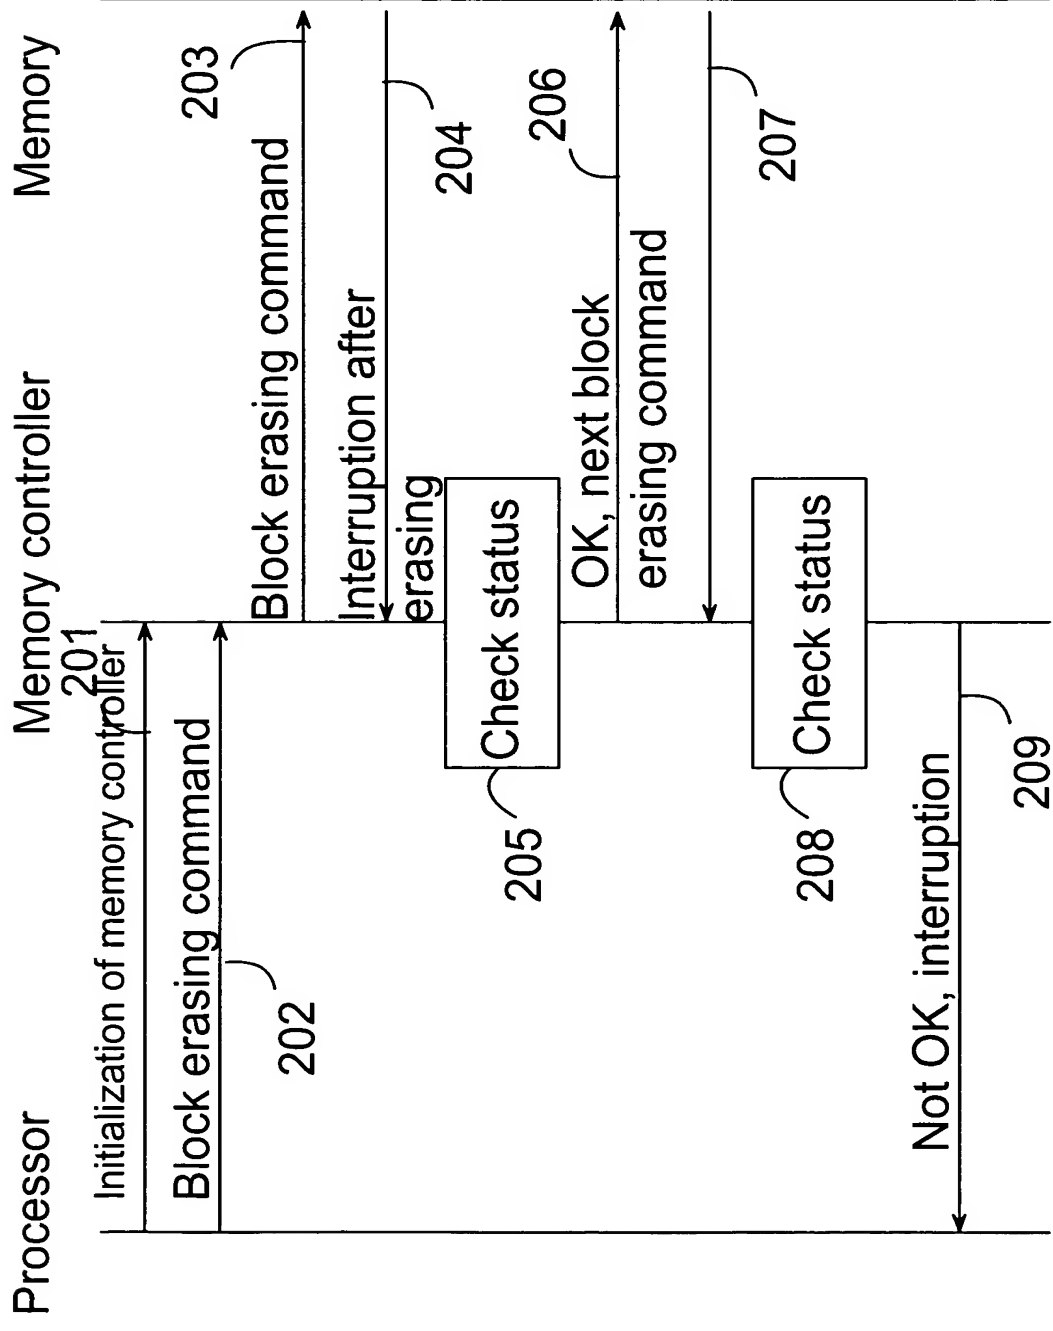 Processor
Memory controller
Memory
201
Initialization of memory controller
Block erasing command
202
Block erasing command
203
Interruption after
erasing
204
Check status
205
OK, next block
erasing command
206
207
Check status
208
Not OK, interruption
209